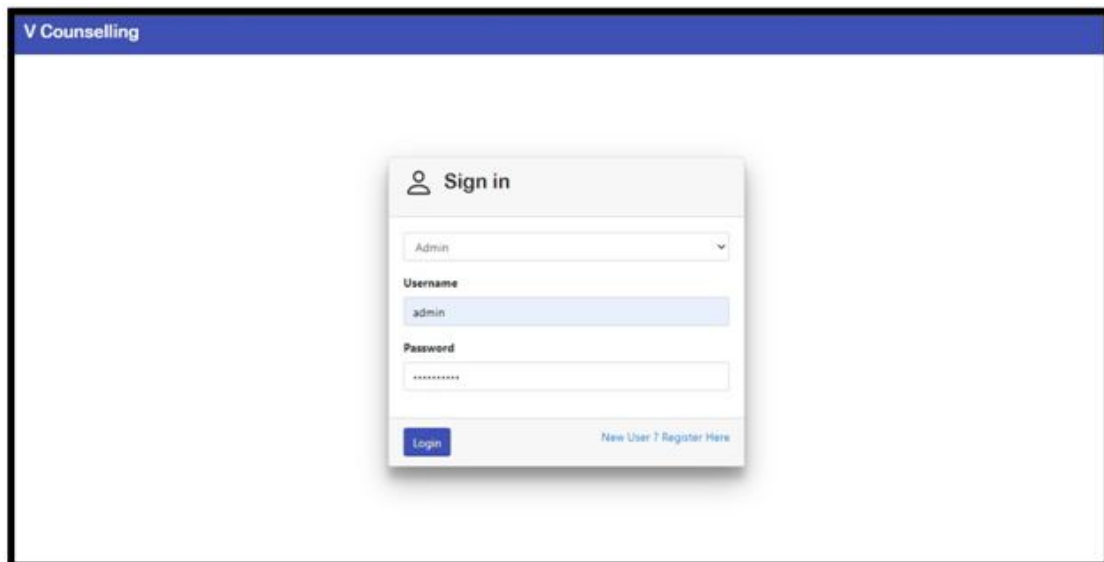 V Counselling
Sign in
Admin
Username
admin
Password
••••••••••
Login
New User ? Register Here